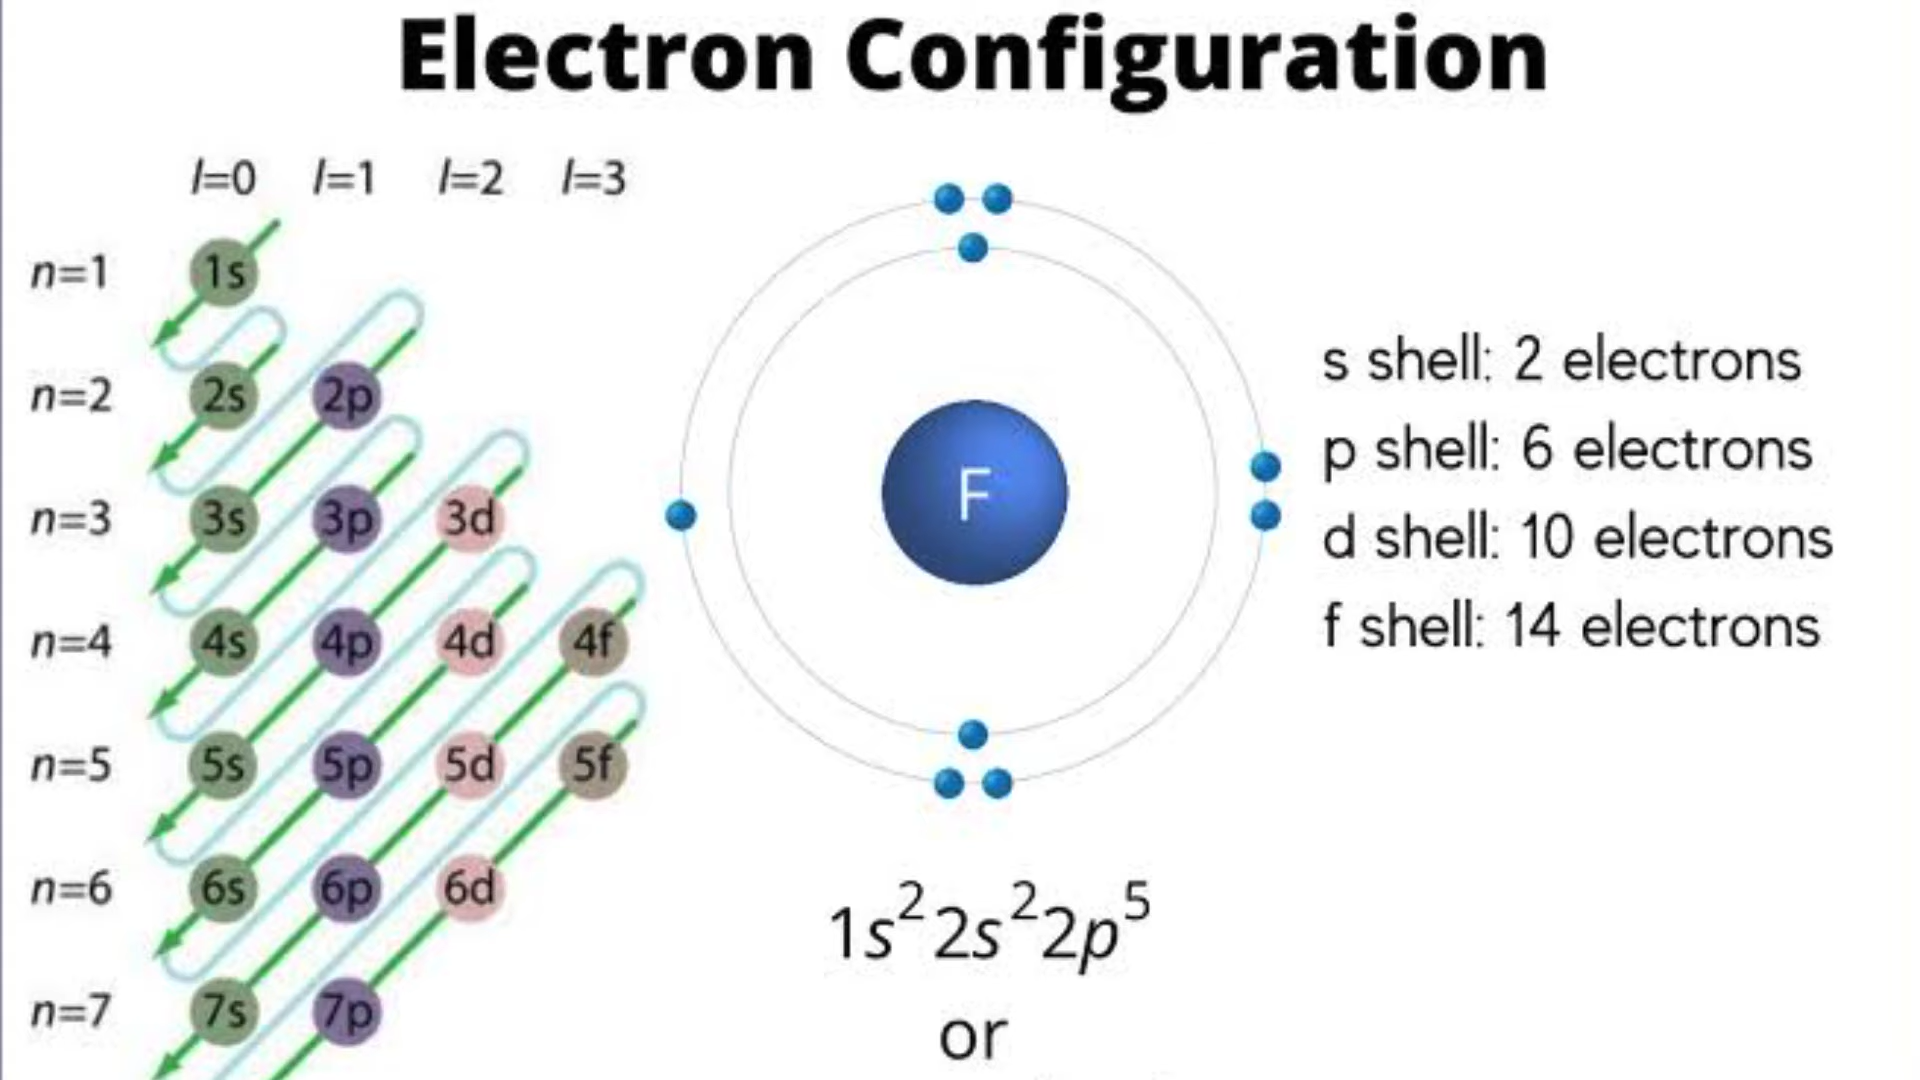 Electron Configuration
l=0 l=1 l=2 l=3
n=1 1s
n=2 2s 2p
n=3 3s 3p 3d
n=4 4s 4p 4d 4f
n=5 5s 5p 5d 5f
n=6 6s 6p 6d
n=7 7s 7p
F
1s²2s²2p⁵
or
s shell: 2 electrons
p shell: 6 electrons
d shell: 10 electrons
f shell: 14 electrons